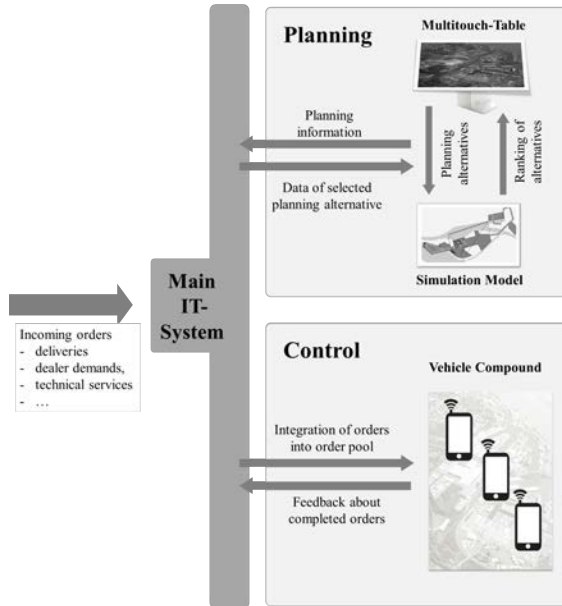 Planning
Multitouch-Table
Planning
information
Data of selected
planning alternative
Planning
alternatives
Ranking of
alternatives
Simulation Model
Main
IT-
System
Incoming orders
- deliveries
- dealer demands,
- technical services
- …
Control
Vehicle Compound
Integration of orders
into order pool
Feedback about
completed orders